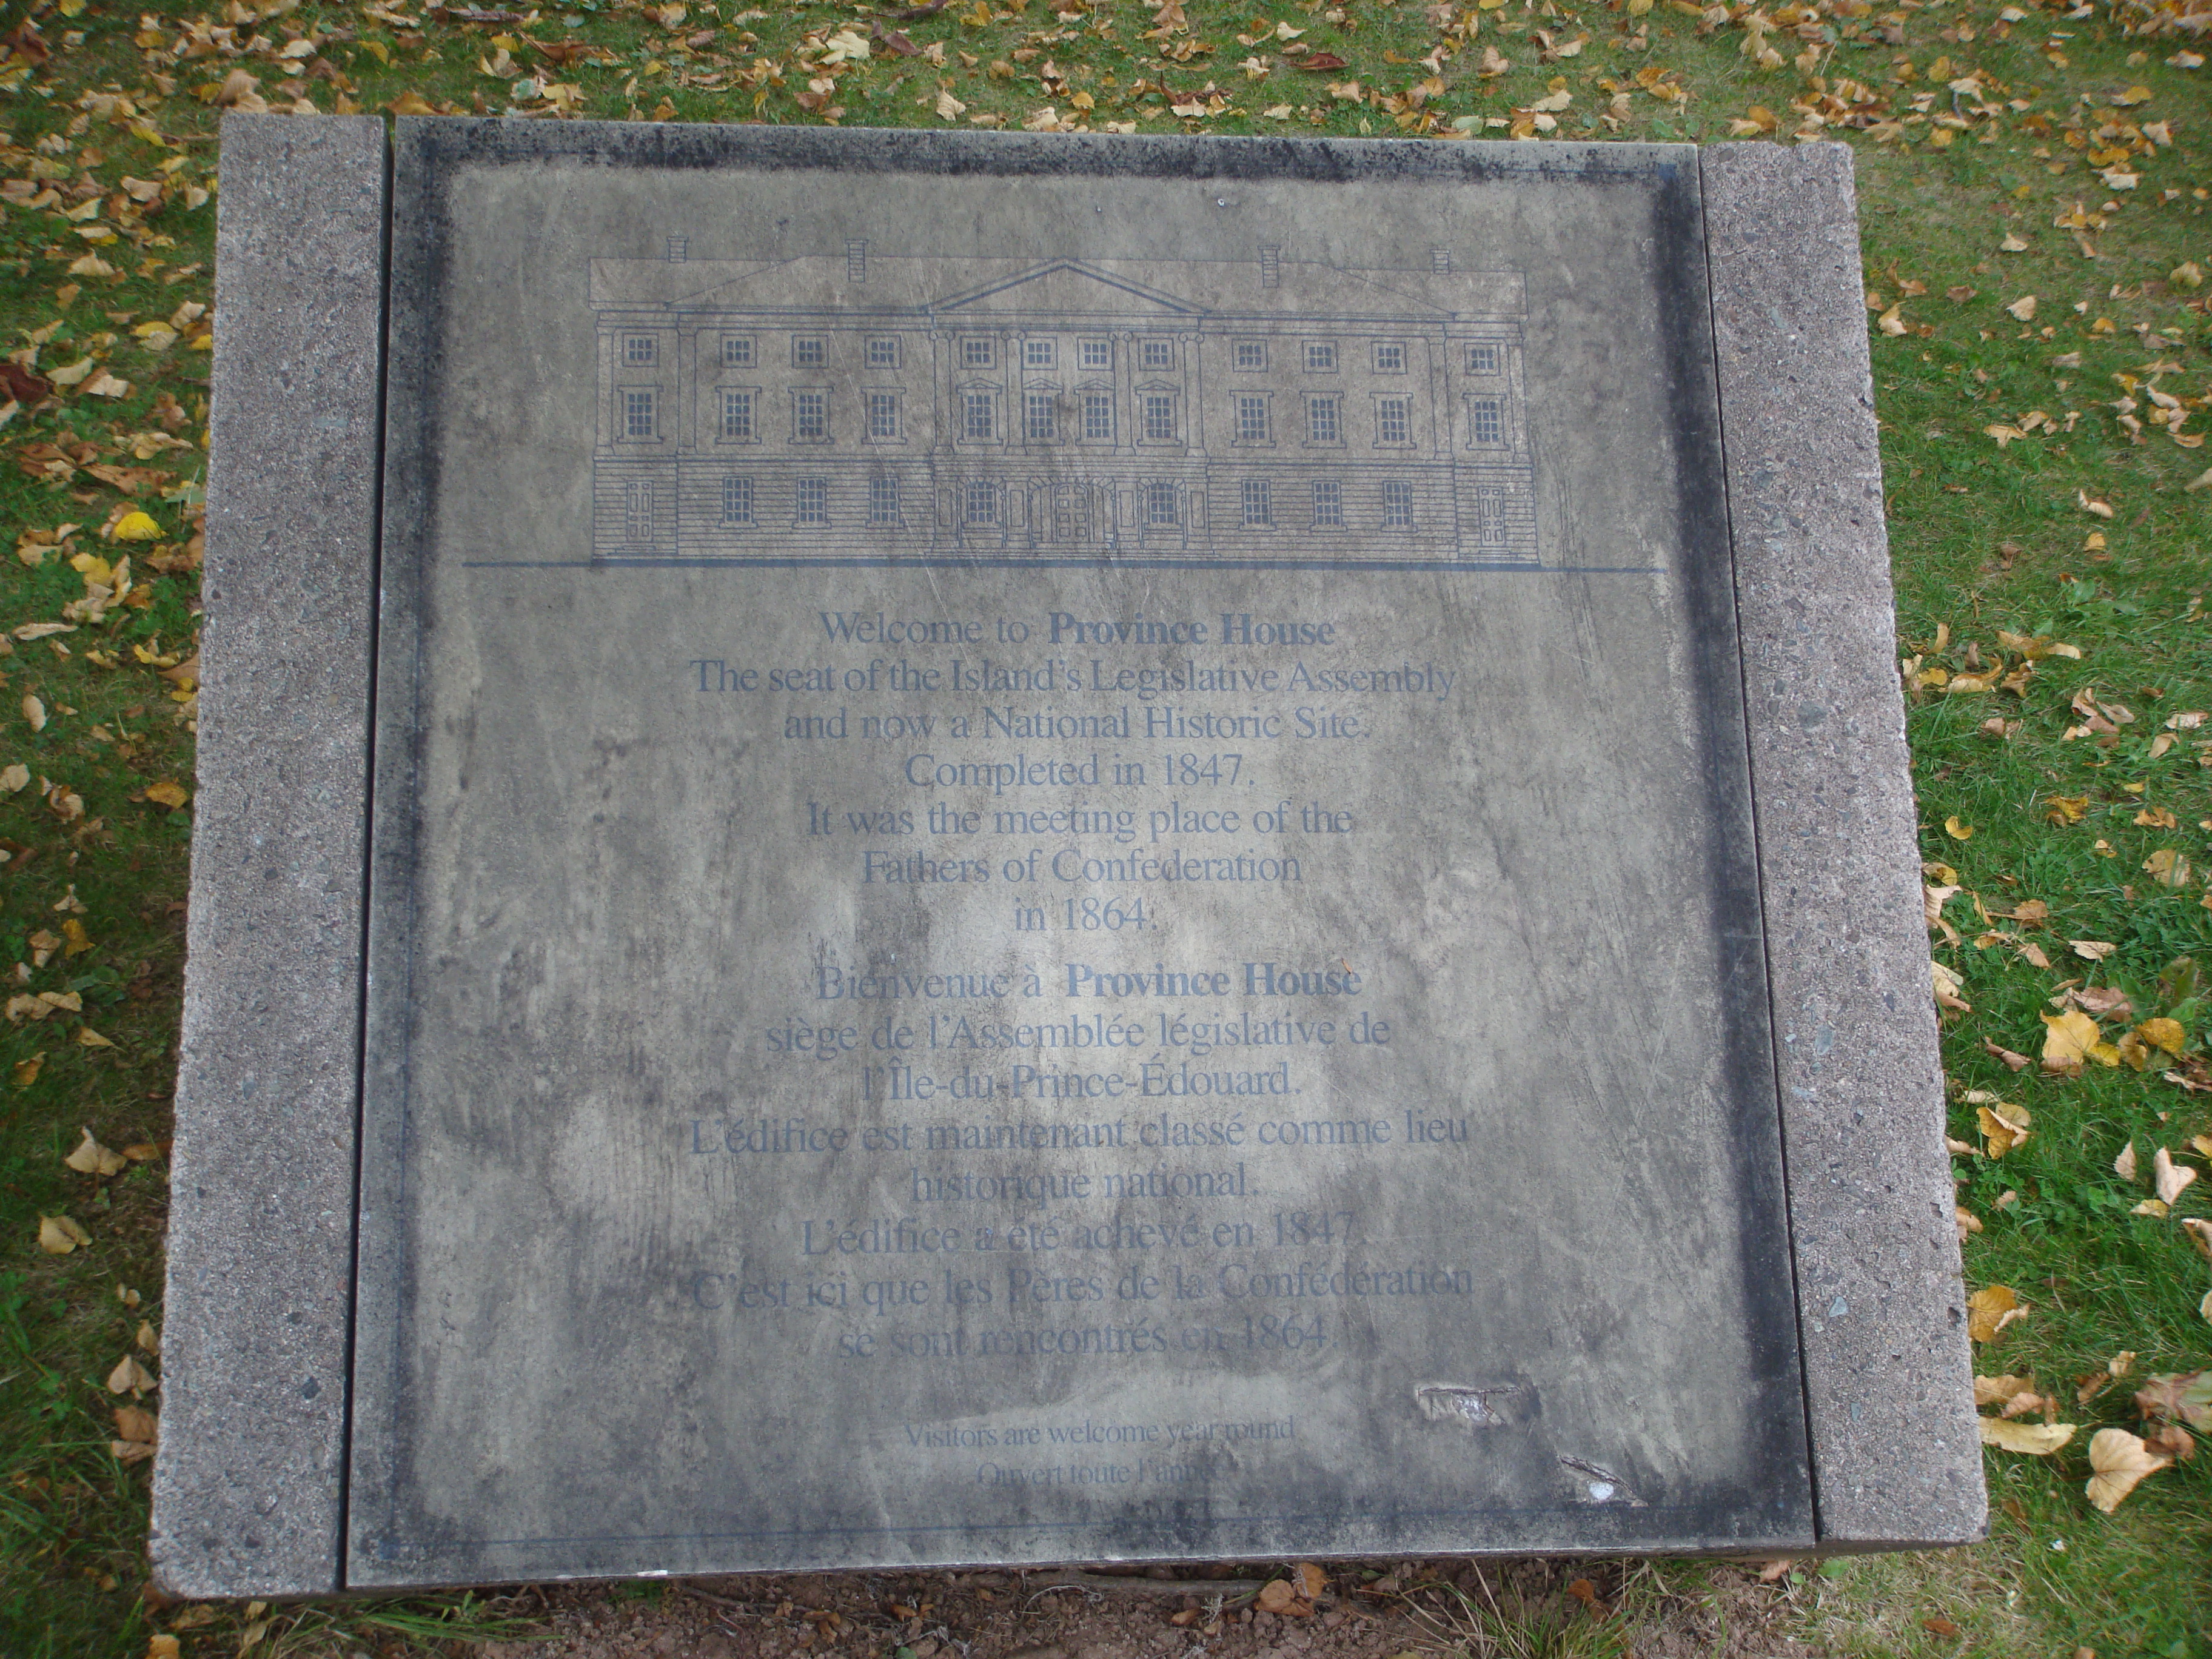 Welcome to Province House
The seat of the Island's Legislative Assembly
and now a National Historic Site.
Completed in 1847.
It was the meeting place of the
Fathers of Confederation
in 1864.
Bienvenue à Province House
siège de l'Assemblée législative de
l'Île-du-Prince-Édouard.
L'édifice est maintenant classé comme lieu
historique national.
L'édifice a été achevé en 1847.
C'est ici que les Pères de la Confédération
se sont rencontrés en 1864.
Visitors are welcome year round
Ouvert toute l'année